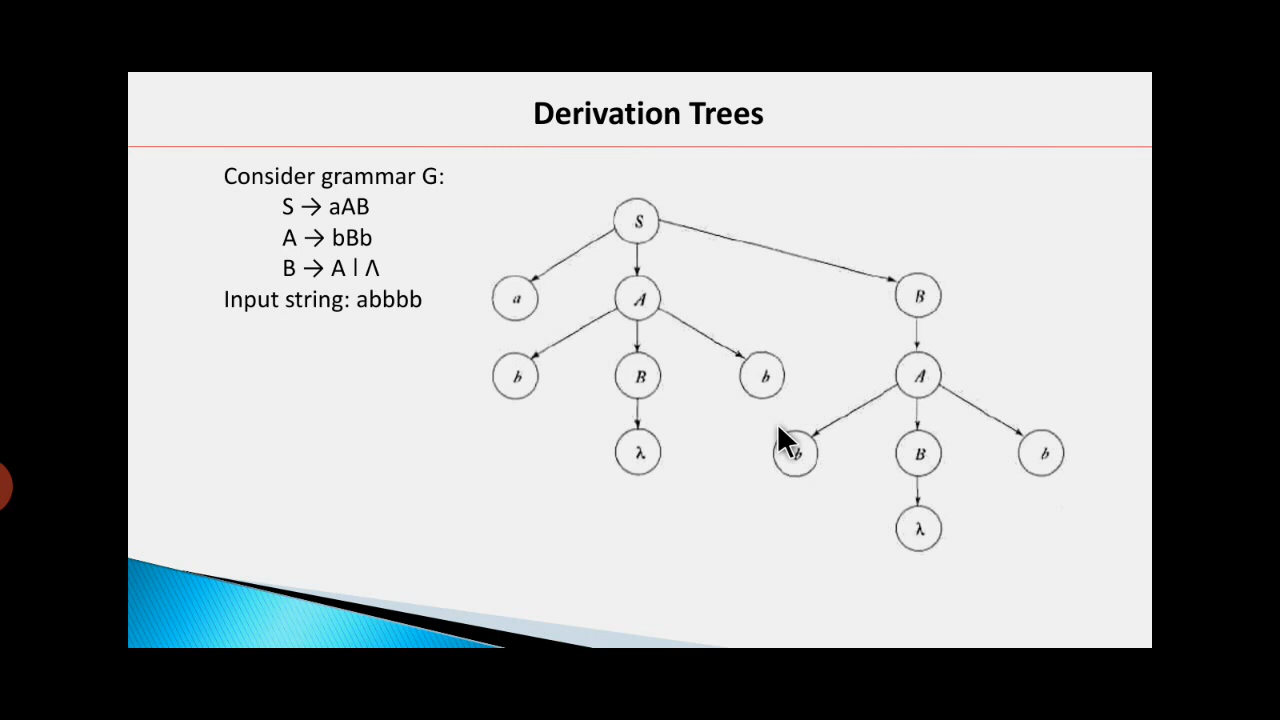 Derivation Trees
Consider grammar G:
S → aAB
A → bBb
B → A | Λ
Input string: abbbb
S
a A B
b B b A
λ b B b
λ